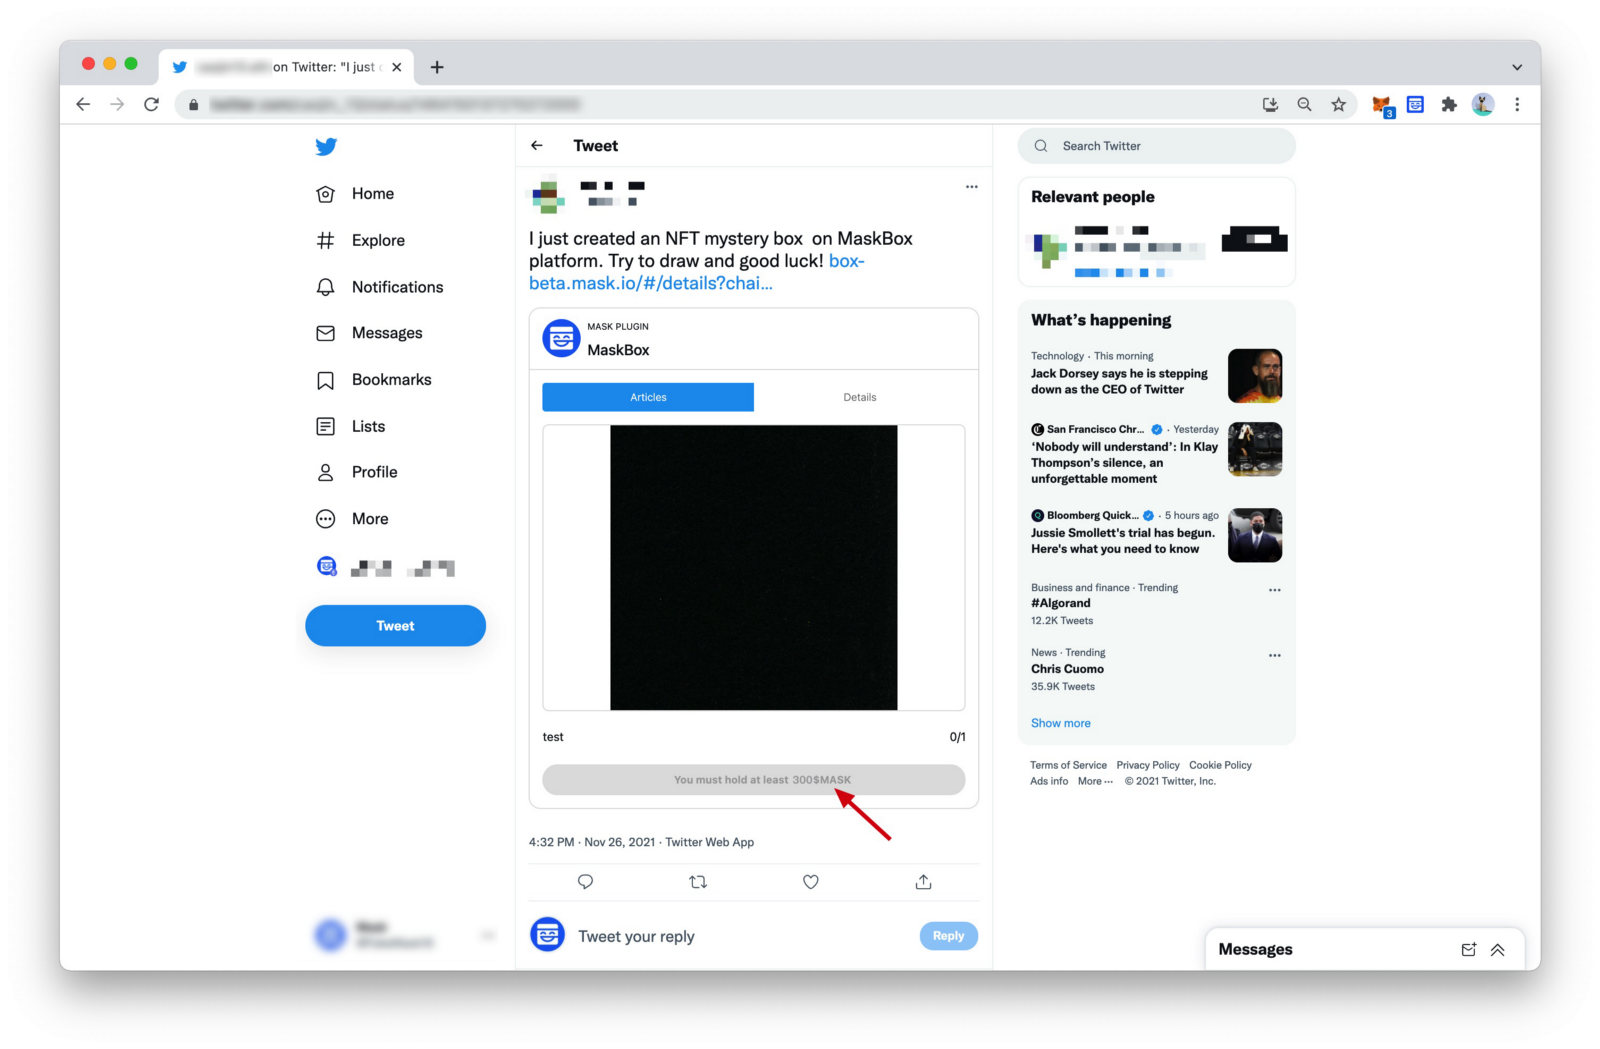 on Twitter: "I just c
3
Home
Explore
Notifications
Messages
Bookmarks
Lists
Profile
More
Tweet
Tweet
I just created an NFT mystery box on MaskBox
platform. Try to draw and good luck! box-
beta.mask.io/#/details?chai...
MASK PLUGIN
MaskBox
Articles
Details
test
0/1
You must hold at least 300$MASK
4:32 PM · Nov 26, 2021 · Twitter Web App
Tweet your reply
Reply
Search Twitter
Relevant people
What's happening
Technology · This morning
Jack Dorsey says he is stepping
down as the CEO of Twitter
San Francisco Chr... · Yesterday
'Nobody will understand': In Klay
Thompson's silence, an
unforgettable moment
Bloomberg Quick... · 5 hours ago
Jussie Smollett's trial has begun.
Here's what you need to know
Business and finance · Trending
#Algorand
12.2K Tweets
News · Trending
Chris Cuomo
35.9K Tweets
Show more
Terms of Service Privacy Policy Cookie Policy
Ads info More ··· © 2021 Twitter, Inc.
Messages